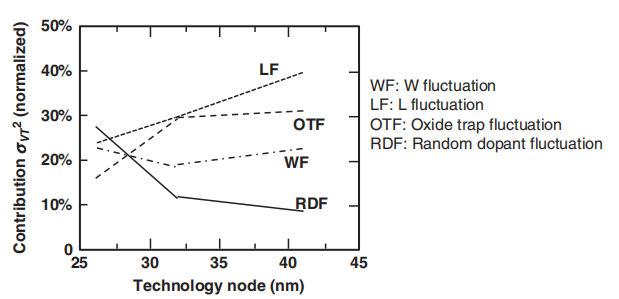 Contribution σVT² (normalized)
50%
40%
30%
20%
10%
0
25
30
35
40
45
Technology node (nm)
LF
OTF
WF
RDF
WF: W fluctuation
LF: L fluctuation
OTF: Oxide trap fluctuation
RDF: Random dopant fluctuation